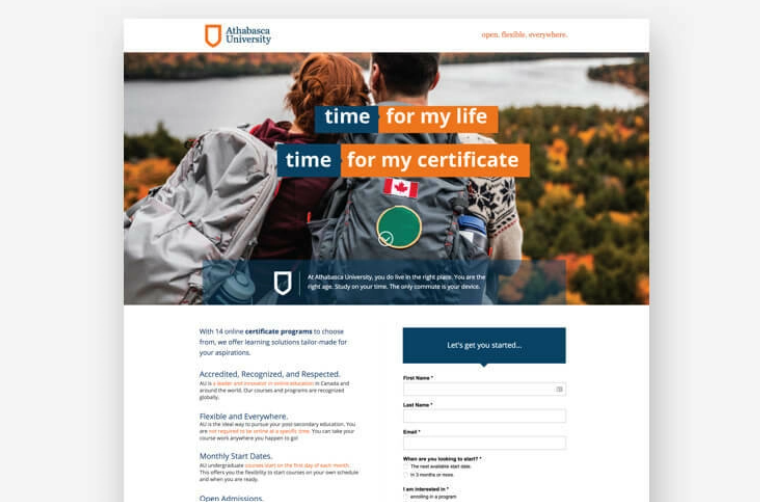 Athabasca
University
open. flexible. everywhere.
time for my life
time for my certificate
At Athabasca University, you do live in the right place. You are the
right age. Study on your time. The only commute is your device.
With 14 online certificate programs to choose
from, we offer learning solutions tailor-made for
your aspirations.
Accredited, Recognized, and Respected.
AU is a leader and innovator in online education in Canada and
around the world. Our courses and programs are recognized
globally.
Flexible and Everywhere.
AU is the ideal way to pursue your post secondary education. You
are not required to be online at a specific time. You can take your
course work anywhere you happen to go!
Monthly Start Dates.
AU undergraduate courses start on the first day of each month.
This offers you the flexibility to start courses on your own schedule
and when you are ready.
Open Admissions.
Let's get you started...
First Name *
Last Name *
Email *
When are you looking to start? *
The next available start date.
In 3 months or more.
I am interested in *
enrolling in a program